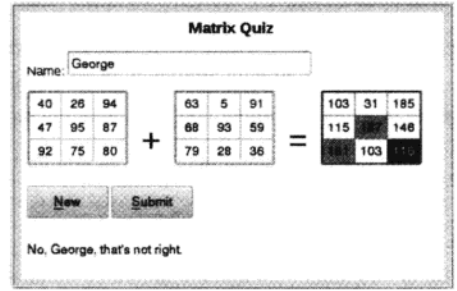 Matrix Quiz
Name: George
40 26 94 63 5 91 103 31 185
47 95 87 + 68 93 59 = 115 146
92 75 80 79 28 36 103
New Submit
No, George, that's not right.